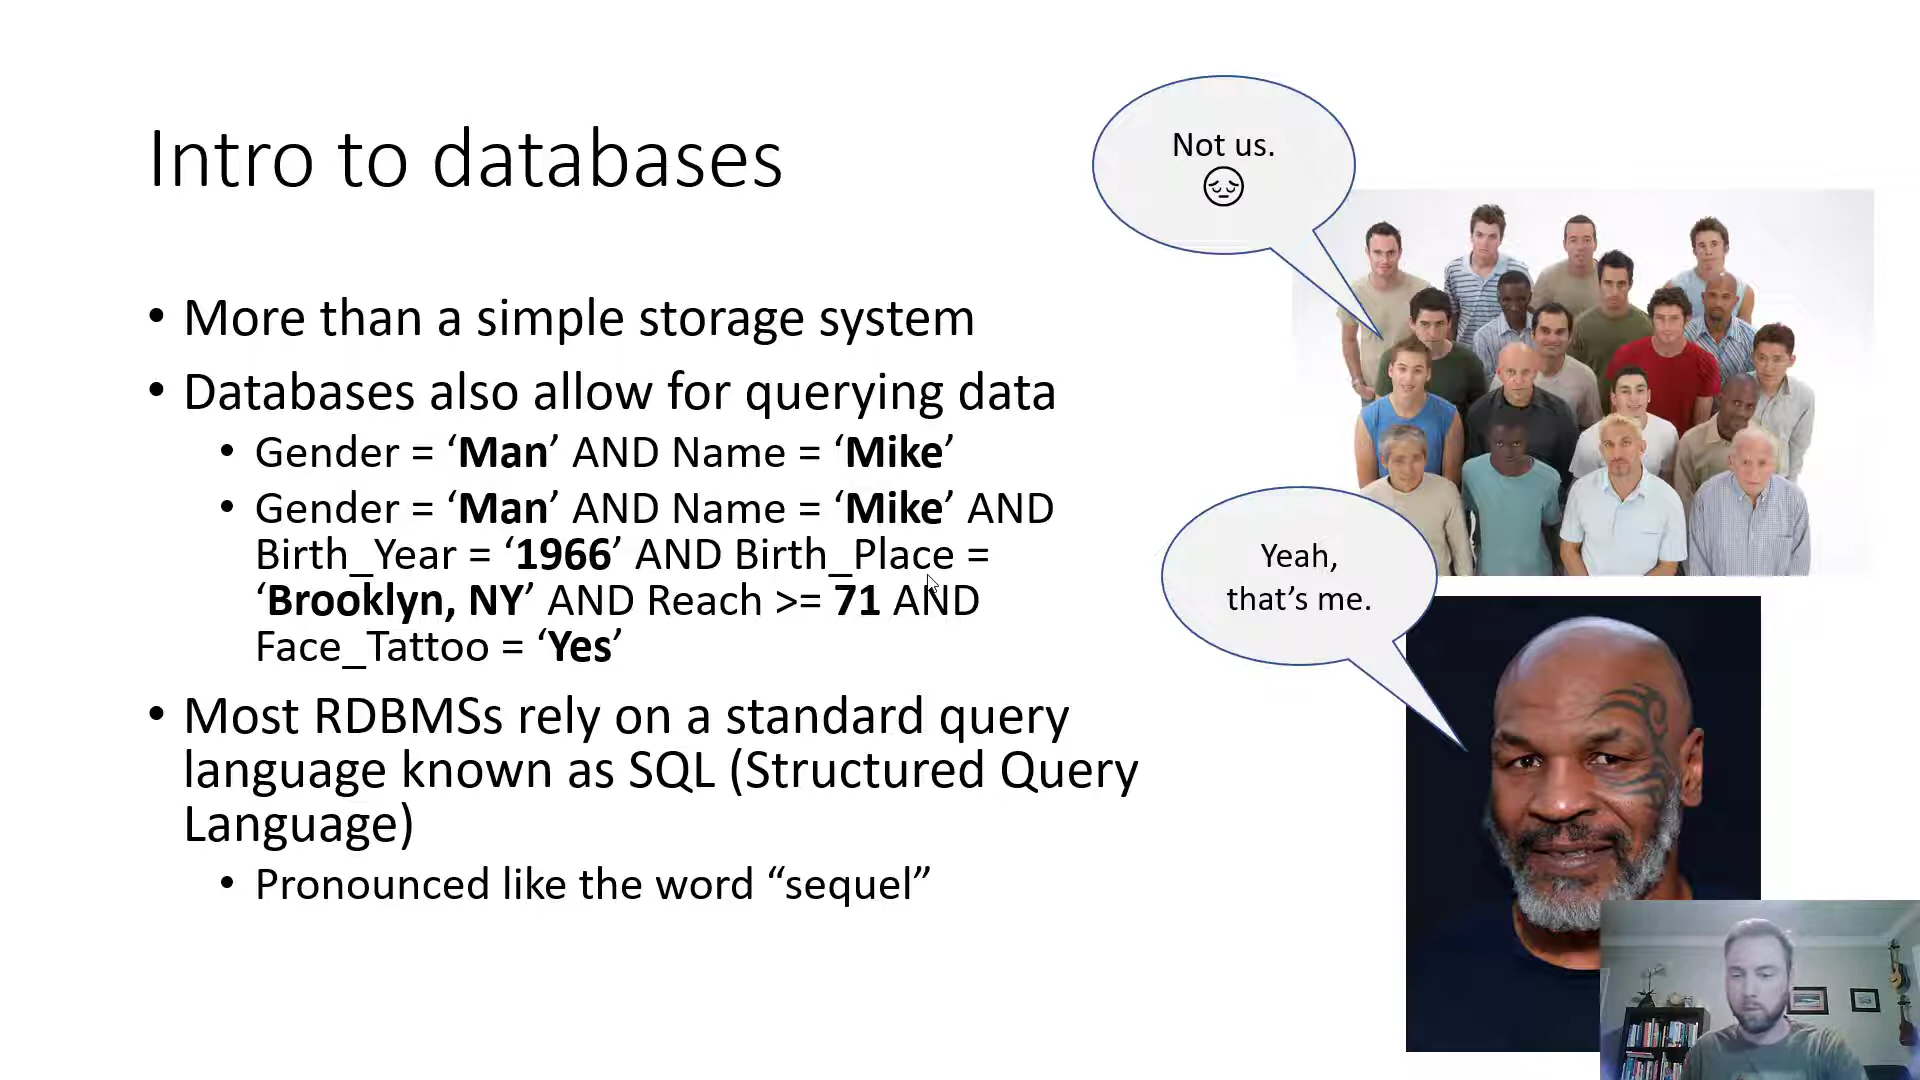 Intro to databases
• More than a simple storage system
• Databases also allow for querying data
• Gender = ‘Man’ AND Name = ‘Mike’
• Gender = ‘Man’ AND Name = ‘Mike’ AND
Birth_Year = ‘1966’ AND Birth_Place =
‘Brooklyn, NY’ AND Reach >= 71 AND
Face_Tattoo = ‘Yes’
• Most RDBMSs rely on a standard query
language known as SQL (Structured Query
Language)
• Pronounced like the word “sequel”
Not us.
😔
Yeah,
that’s me.